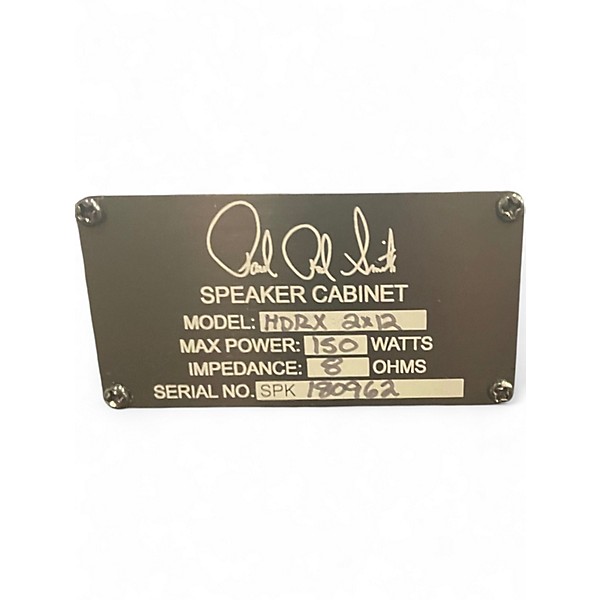 Paul Reed Smith
SPEAKER CABINET
MODEL: HDRX 2x12
MAX POWER: 150 WATTS
IMPEDANCE: 8 OHMS
SERIAL NO. SPK 180962